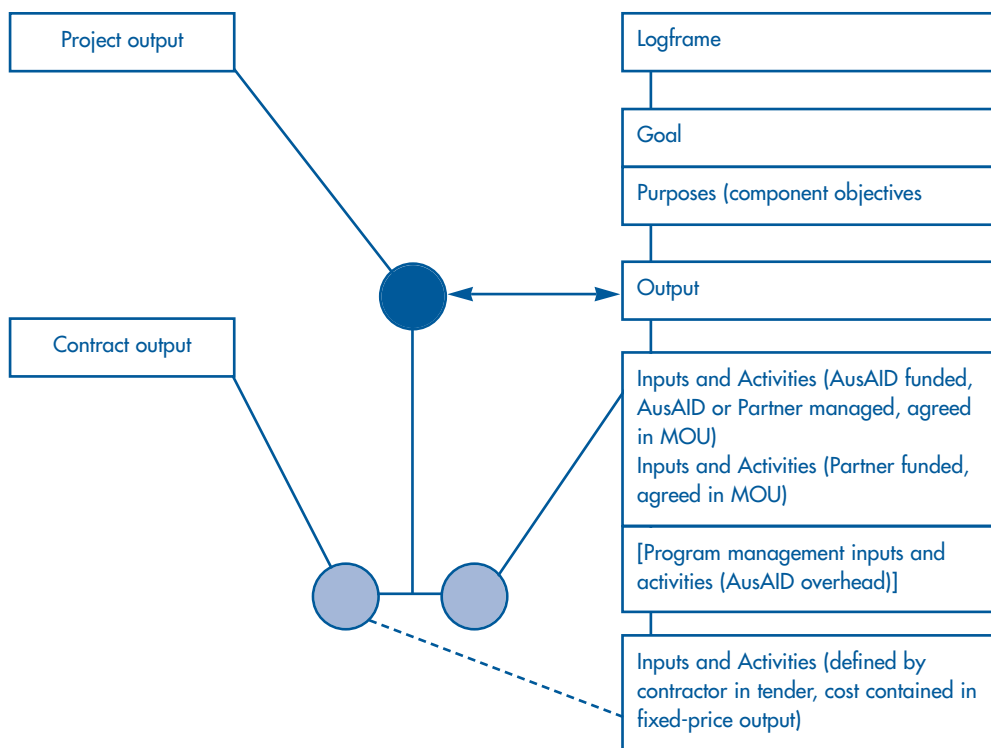 Project output
Logframe
Goal
Purposes (component objectives
Output
Contract output
Inputs and Activities (AusAID funded,
AusAID or Partner managed, agreed
in MOU)
Inputs and Activities (Partner funded,
agreed in MOU)
[Program management inputs and
activities (AusAID overhead)]
Inputs and Activities (defined by
contractor in tender, cost contained in
fixed-price output)